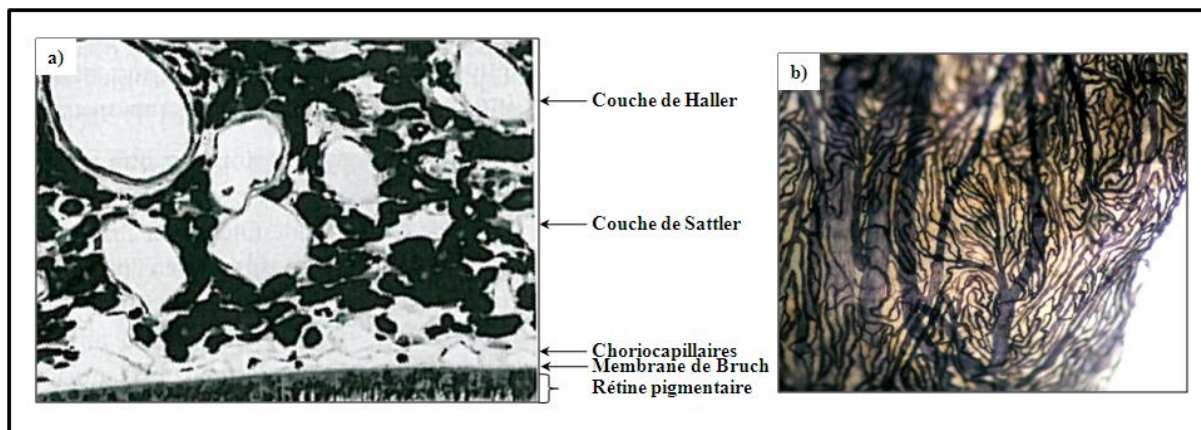 a)
Couche de Haller
Couche de Sattler
Choriocapillaires
Membrane de Bruch
Rétine pigmentaire
b)